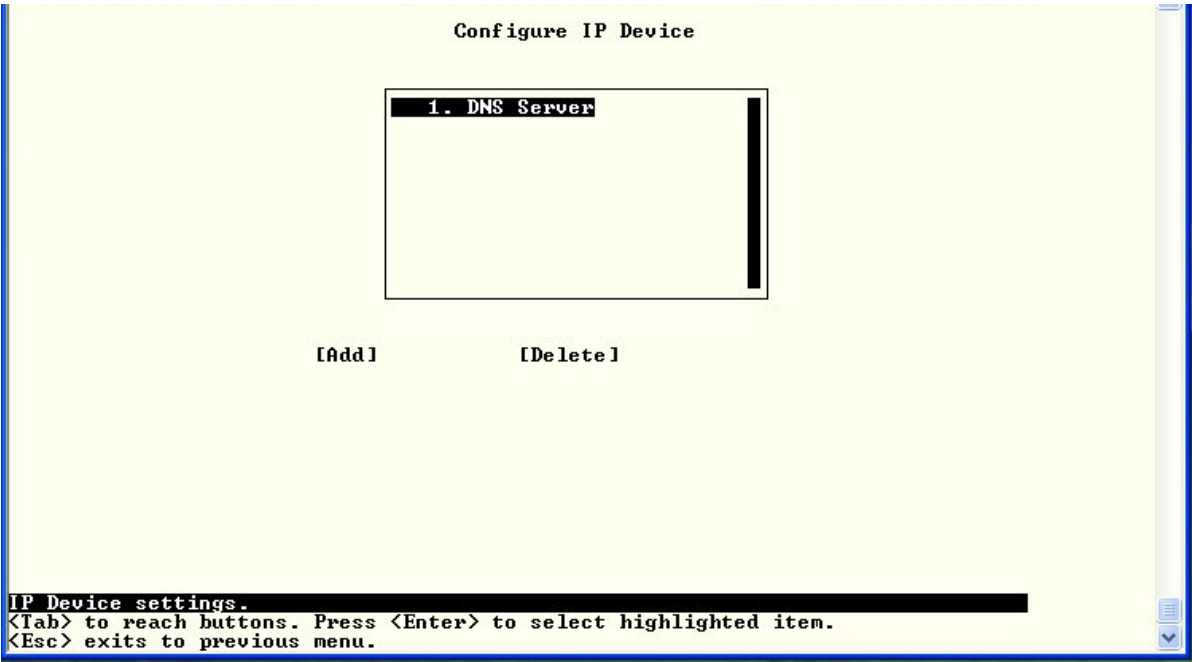 Configure IP Device
1. DNS Server
[Add] [Delete]
IP Device settings.
<Tab> to reach buttons. Press <Enter> to select highlighted item.
<Esc> exits to previous menu.